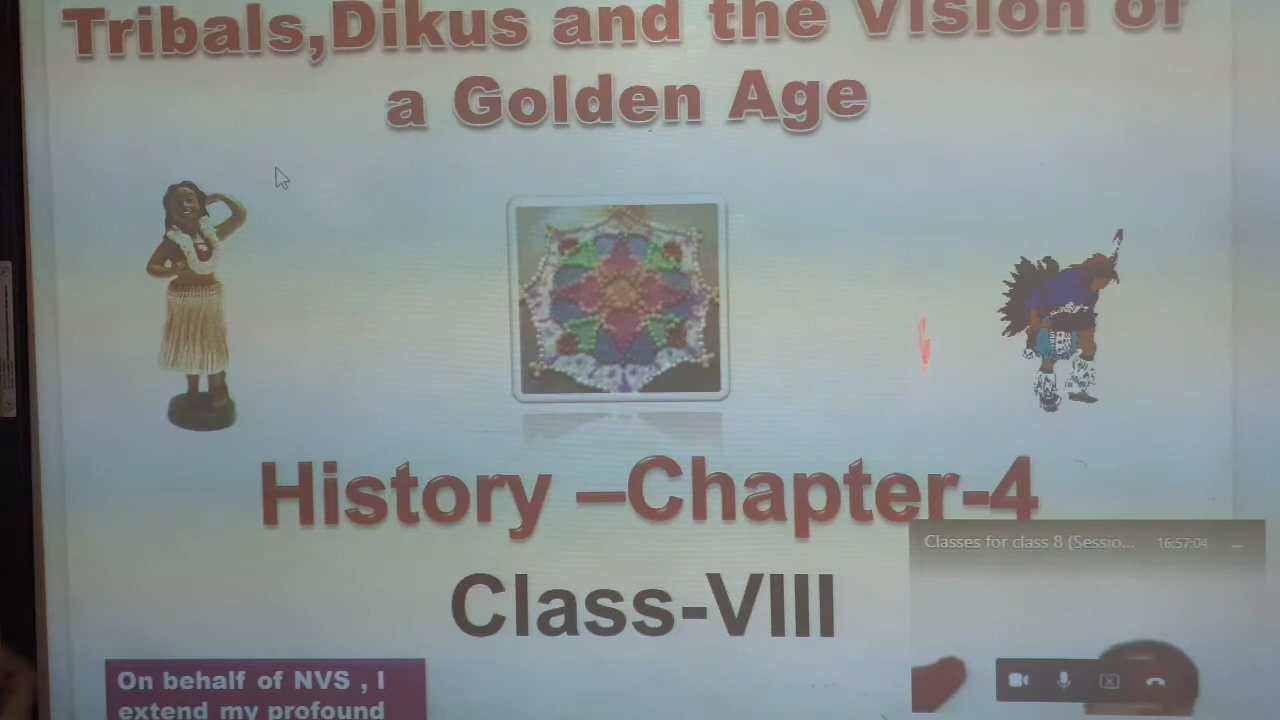 Tribals,Dikus and the Vision of
a Golden Age
History –Chapter-4
Class-VIII
Classes for class 8 (Sessio... 16:57:04
On behalf of NVS , I
extend my profound